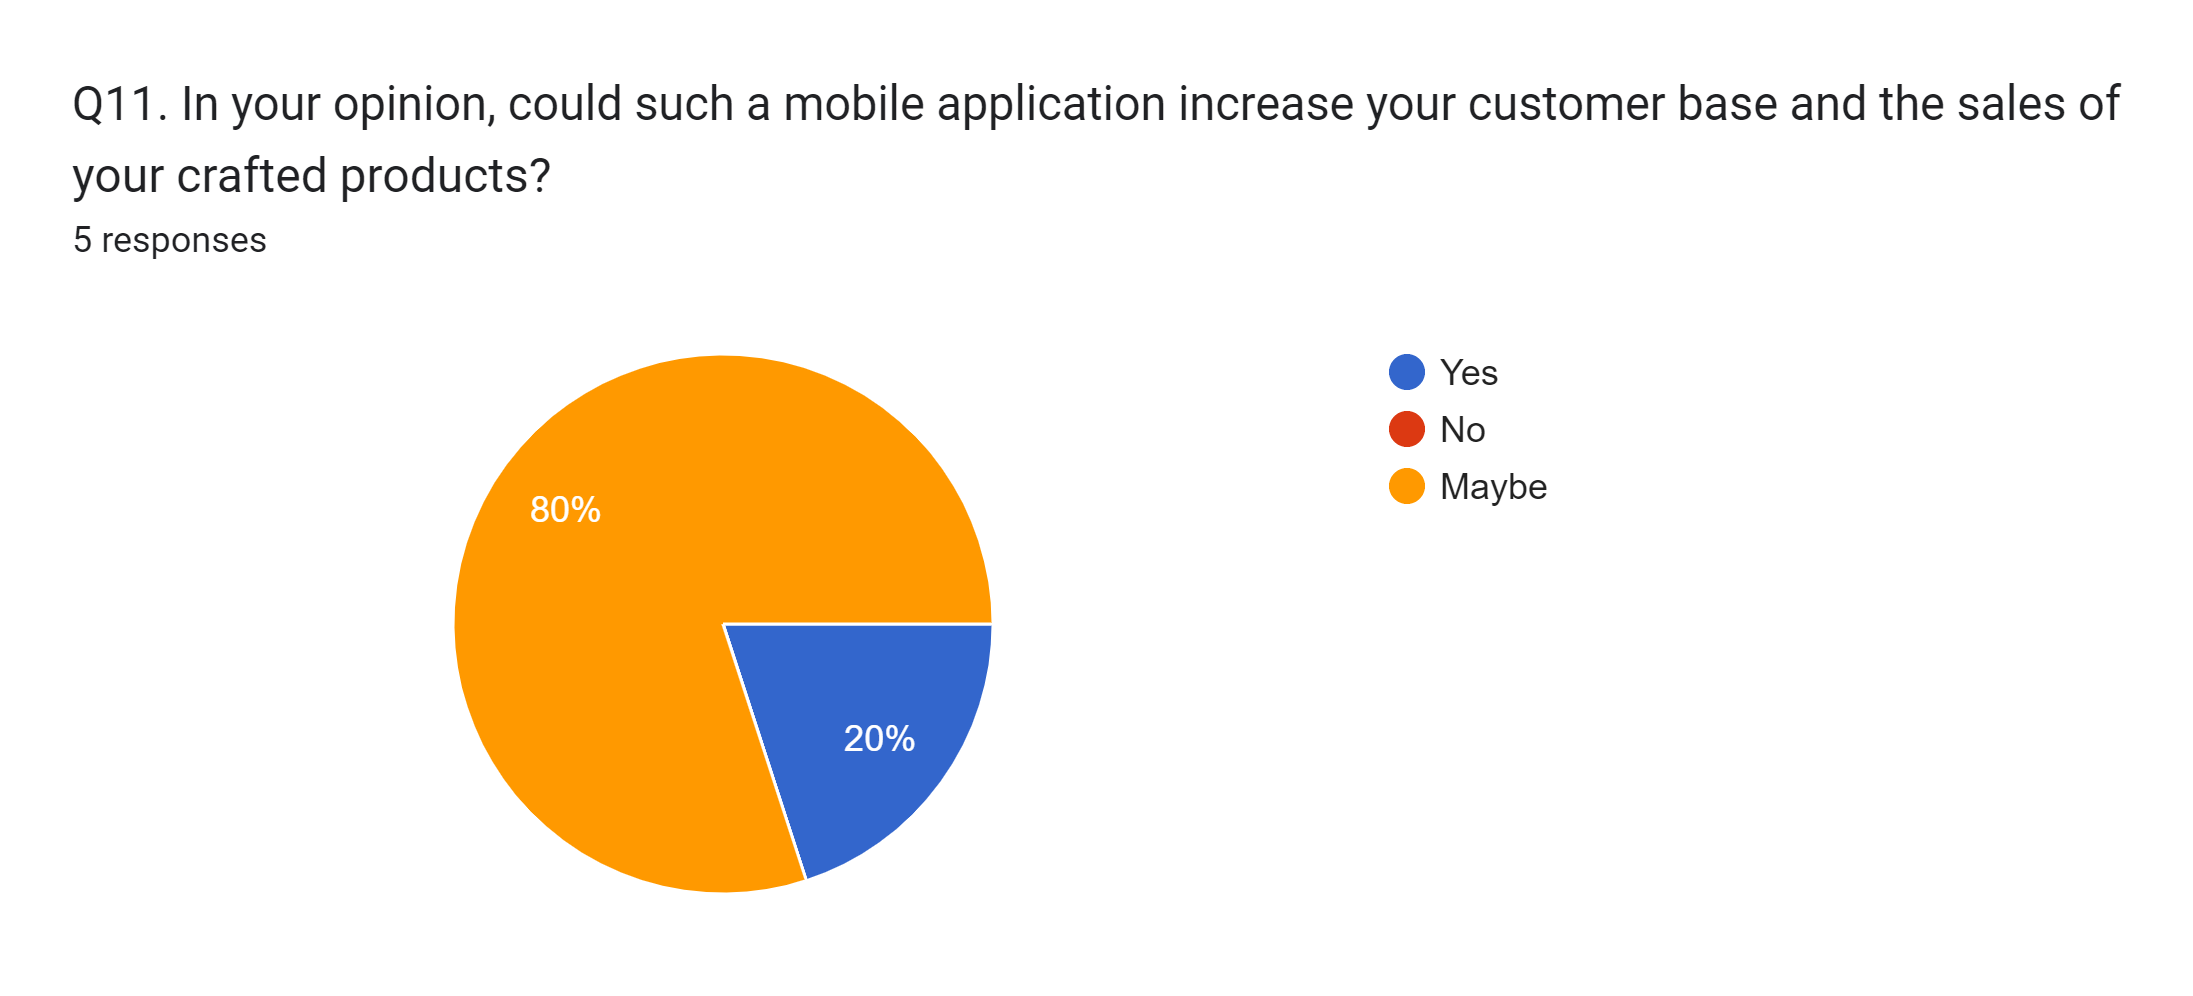 Q11. In your opinion, could such a mobile application increase your customer base and the sales of
your crafted products?
5 responses
Yes
No
Maybe
80%
20%